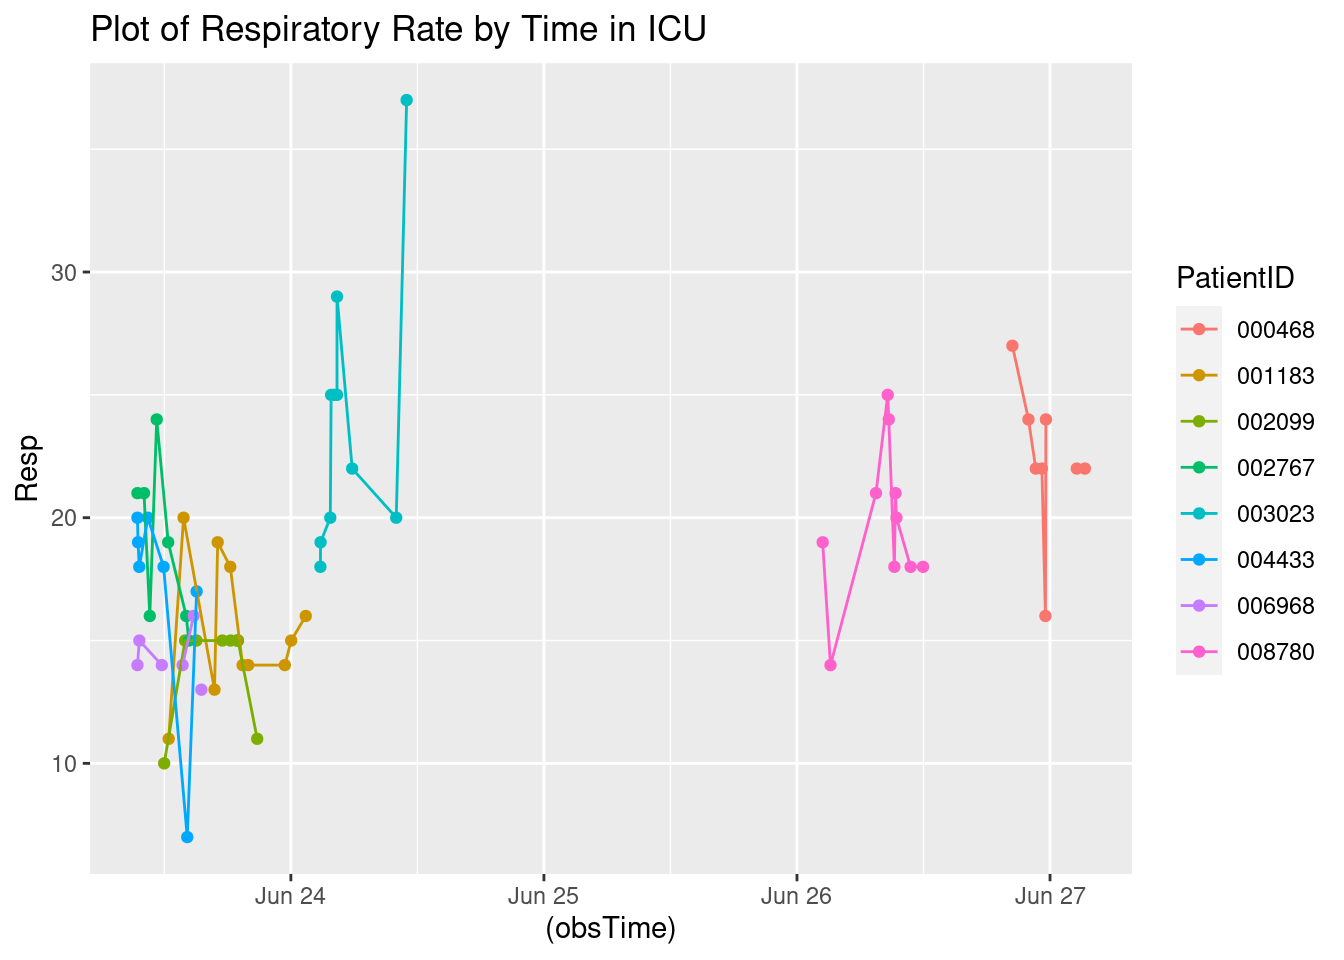 Plot of Respiratory Rate by Time in ICU
Resp
30
20
10
Jun 24
Jun 25
Jun 26
Jun 27
(obsTime)
PatientID
000468
001183
002099
002767
003023
004433
006968
008780